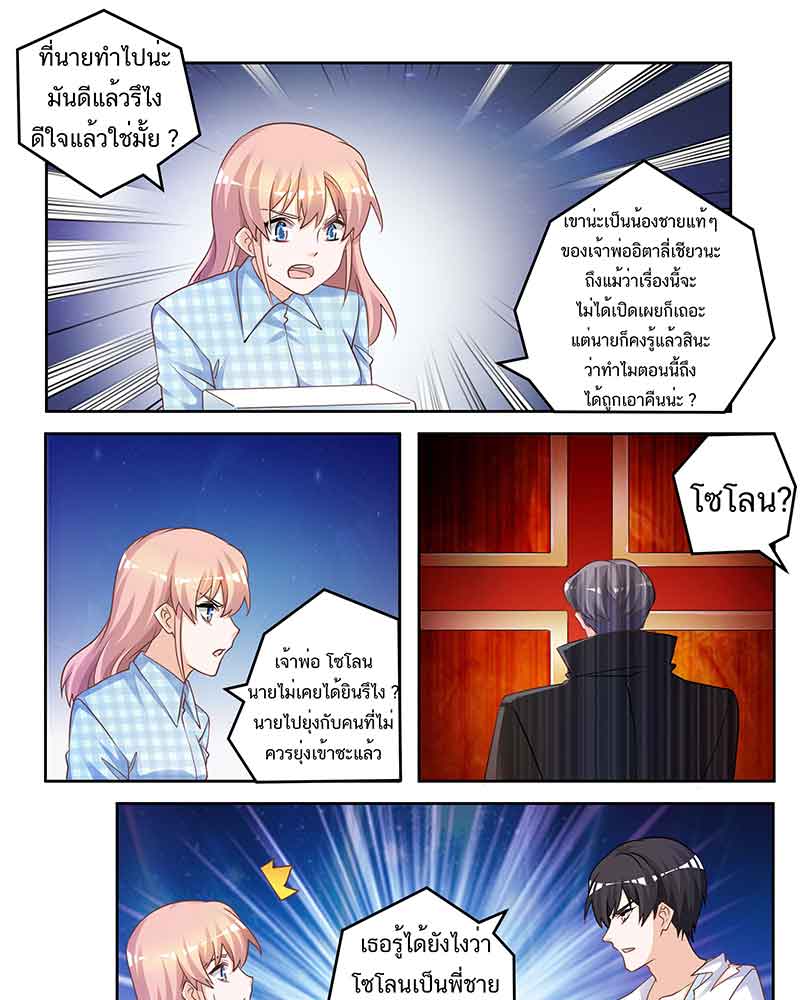 ที่นายทำไปน่ะ
มันดีแล้วรึไง
ดีใจแล้วใช่มั้ย ?
เขาน่ะเป็นน้องชายแท้ๆ
ของเจ้าพ่ออิตาลี่เชียวนะ
ถึงแม้ว่าเรื่องนี้จะ
ไม่ได้เปิดเผยก็เถอะ
แต่นายก็คงรู้แล้วสินะ
ว่าทำไมตอนนี้ถึง
ได้ถูกเอาคืนน่ะ ?
โซโลน?
เจ้าพ่อ โซโลน
นายไม่เคยได้ยินรึไง ?
นายไปยุ่งกับคนที่ไม่
ควรยุ่งเข้าซะแล้ว
เธอรู้ได้ยังไงว่า
โซโลนเป็นพี่ชาย